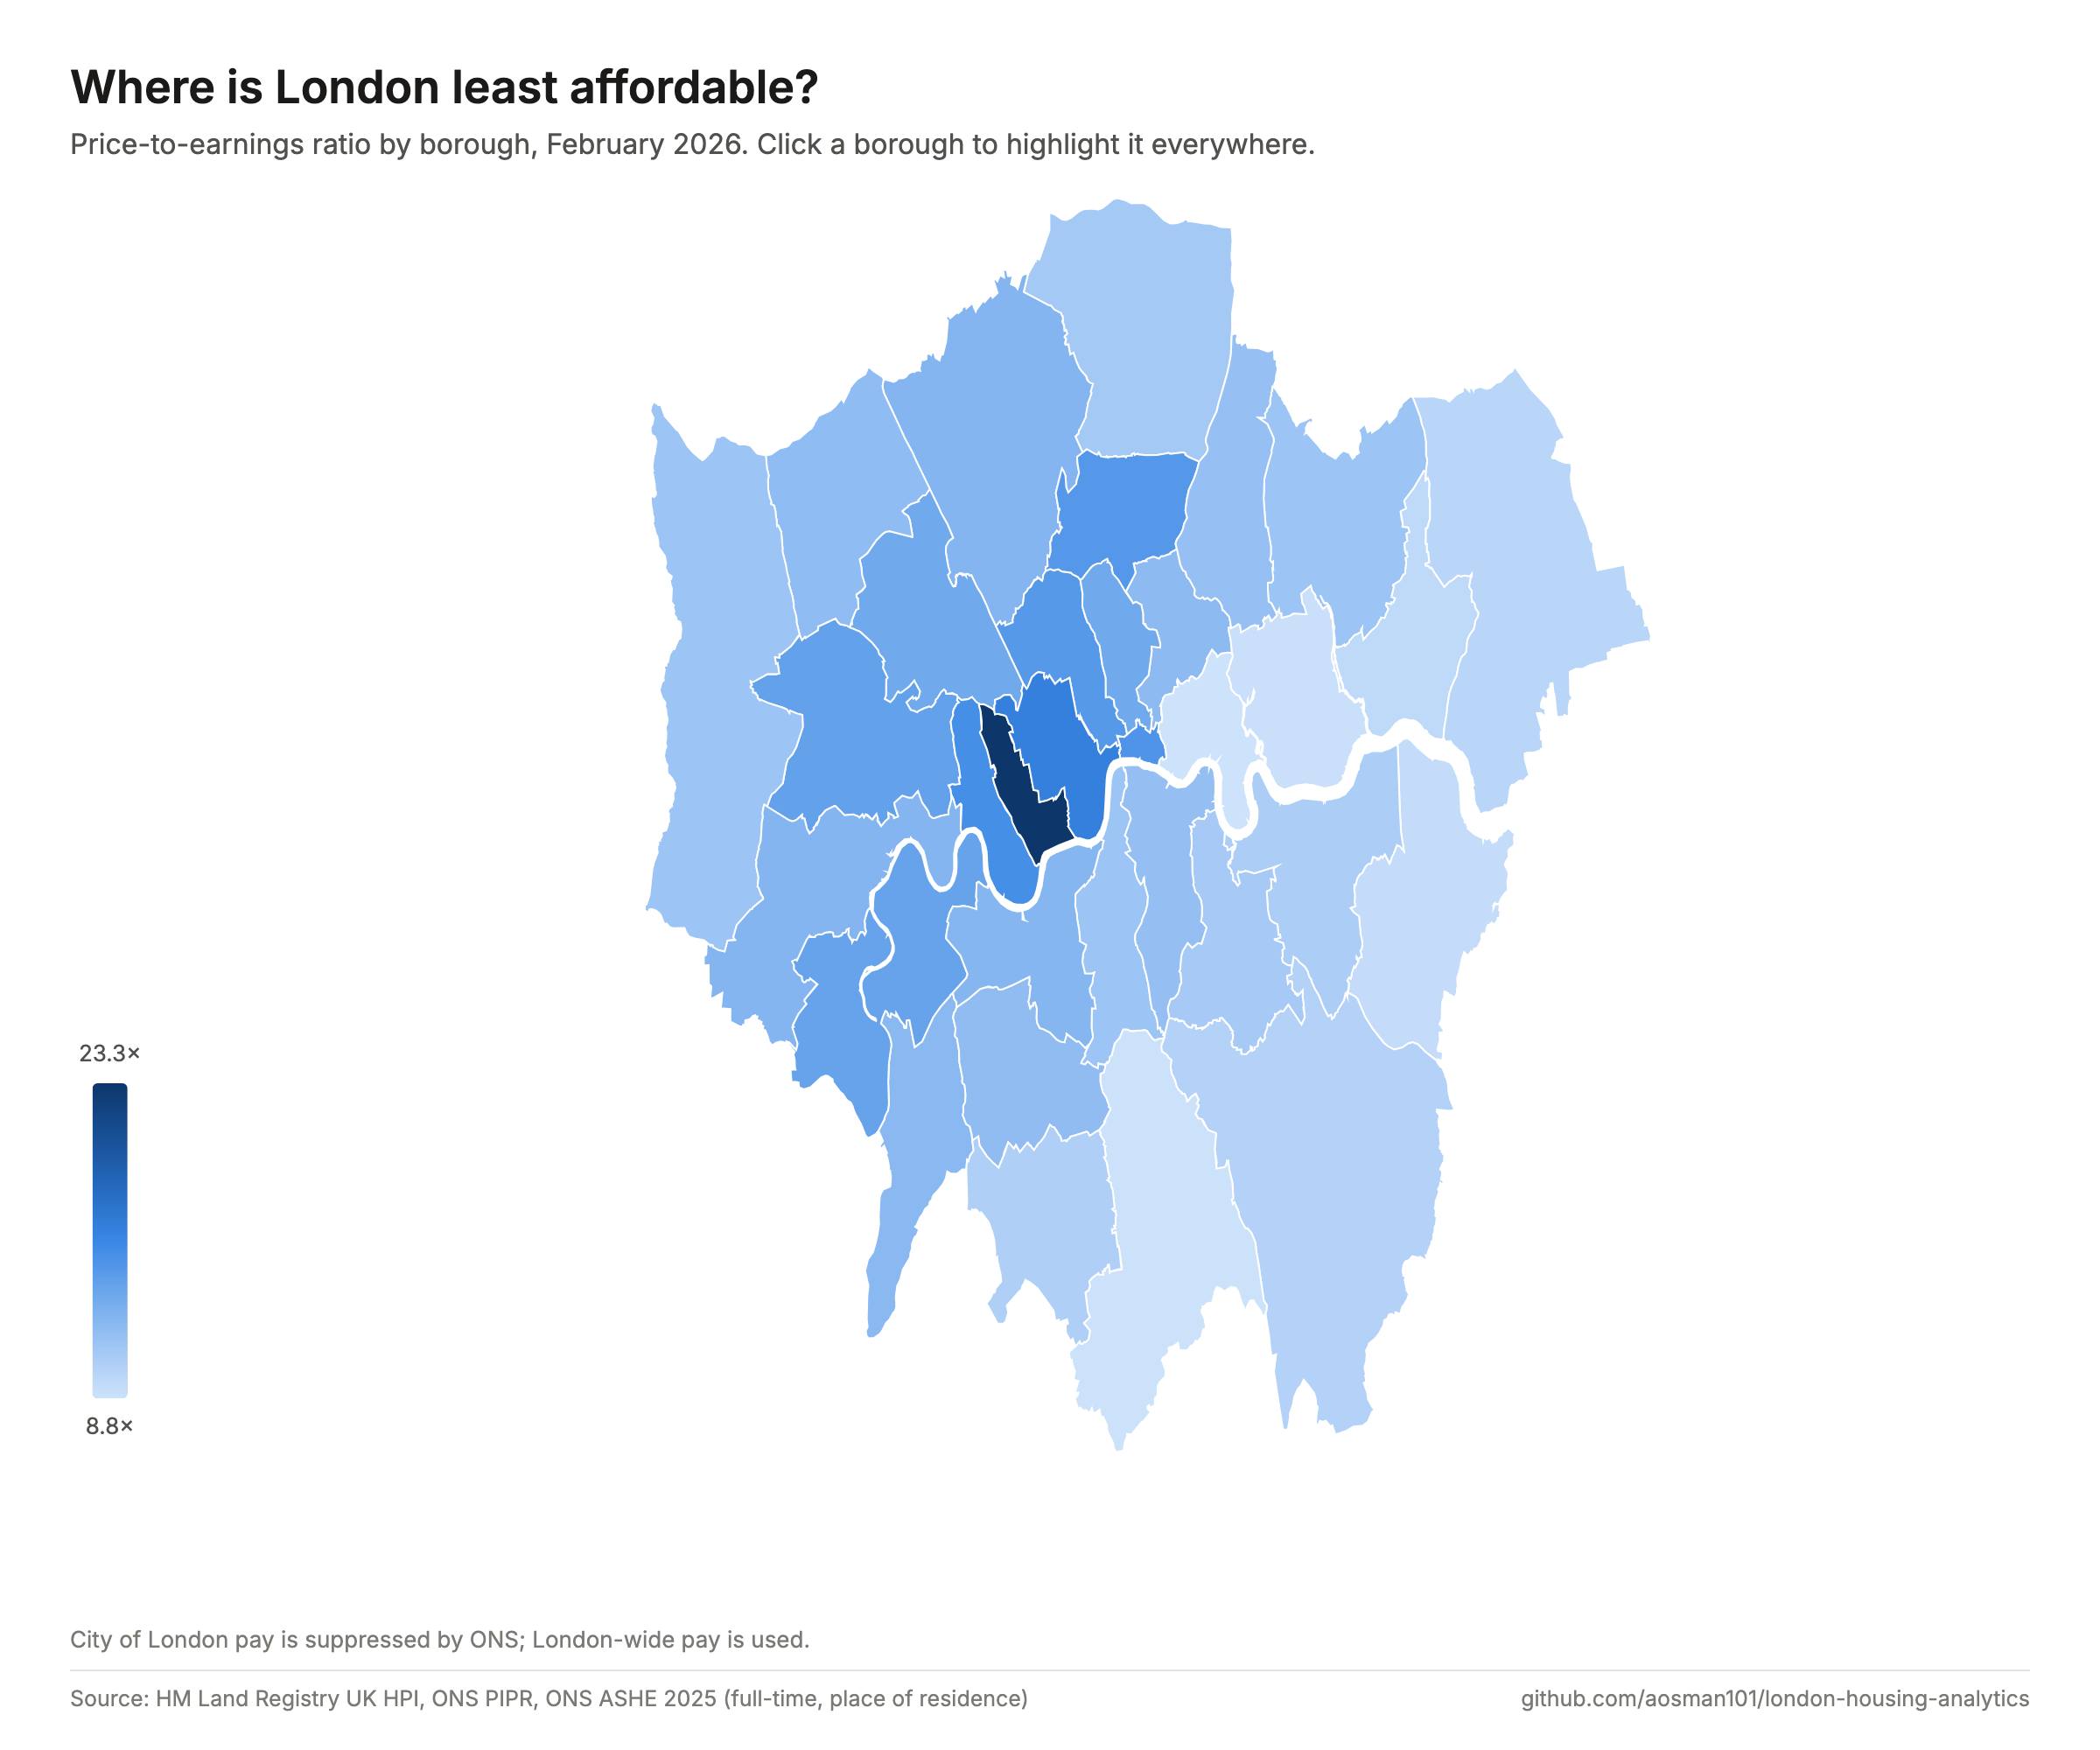 Where is London least affordable?
Price-to-earnings ratio by borough, February 2026. Click a borough to highlight it everywhere.
23.3×
8.8×
City of London pay is suppressed by ONS; London-wide pay is used.
Source: HM Land Registry UK HPI, ONS PIPR, ONS ASHE 2025 (full-time, place of residence)
github.com/aosman101/london-housing-analytics